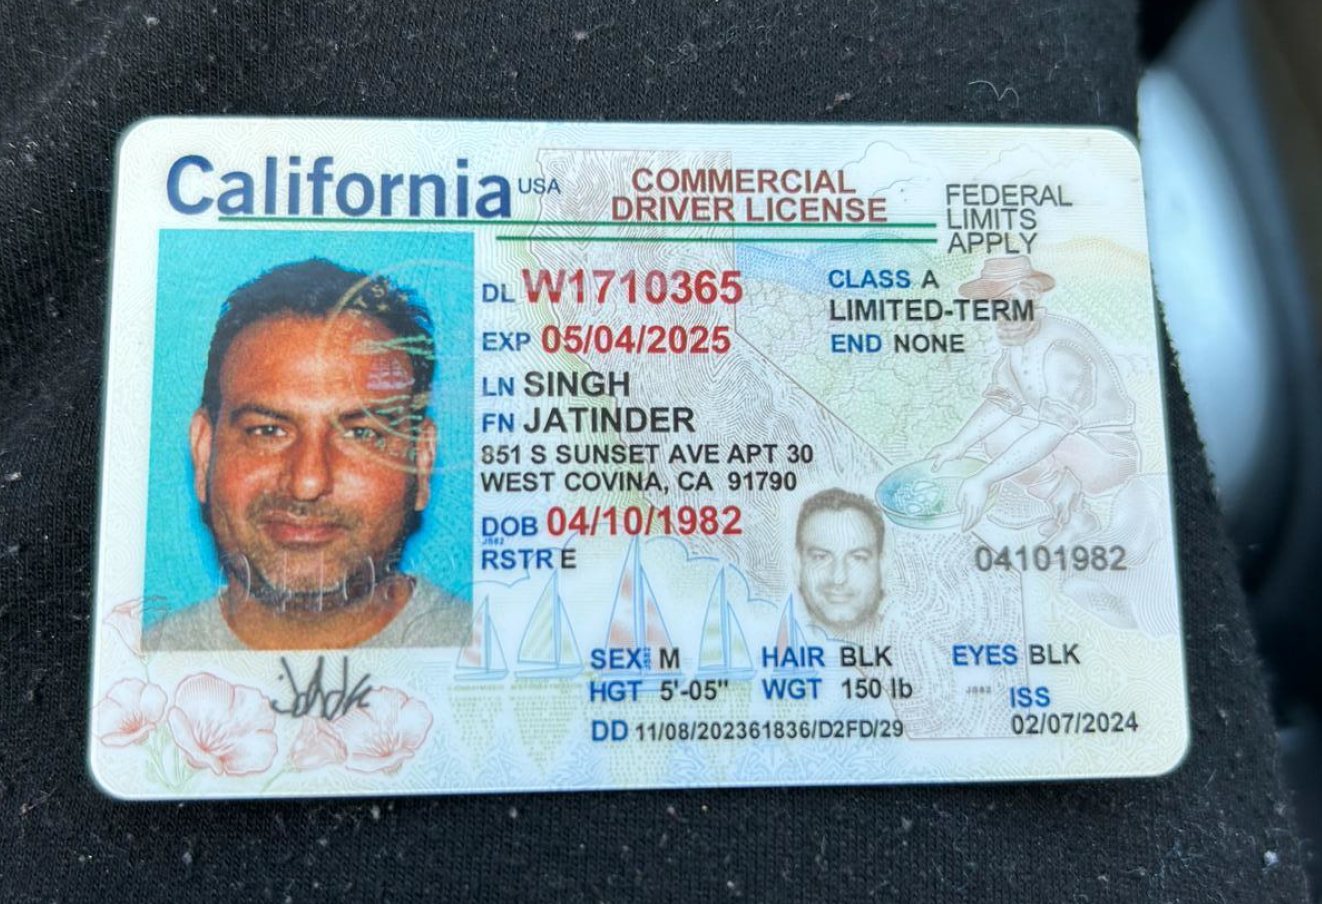 California USA
COMMERCIAL
DRIVER LICENSE
FEDERAL
LIMITS
APPLY
DL W1710365
CLASS A
LIMITED-TERM
EXP 05/04/2025
END NONE
LN SINGH
FN JATINDER
851 S SUNSET AVE APT 30
WEST COVINA, CA 91790
DOB 04/10/1982
RSTR E
04101982
SEX M HAIR BLK EYES BLK
HGT 5'-05" WGT 150 lb ISS
DD 11/08/202361836/D2FD/29 02/07/2024